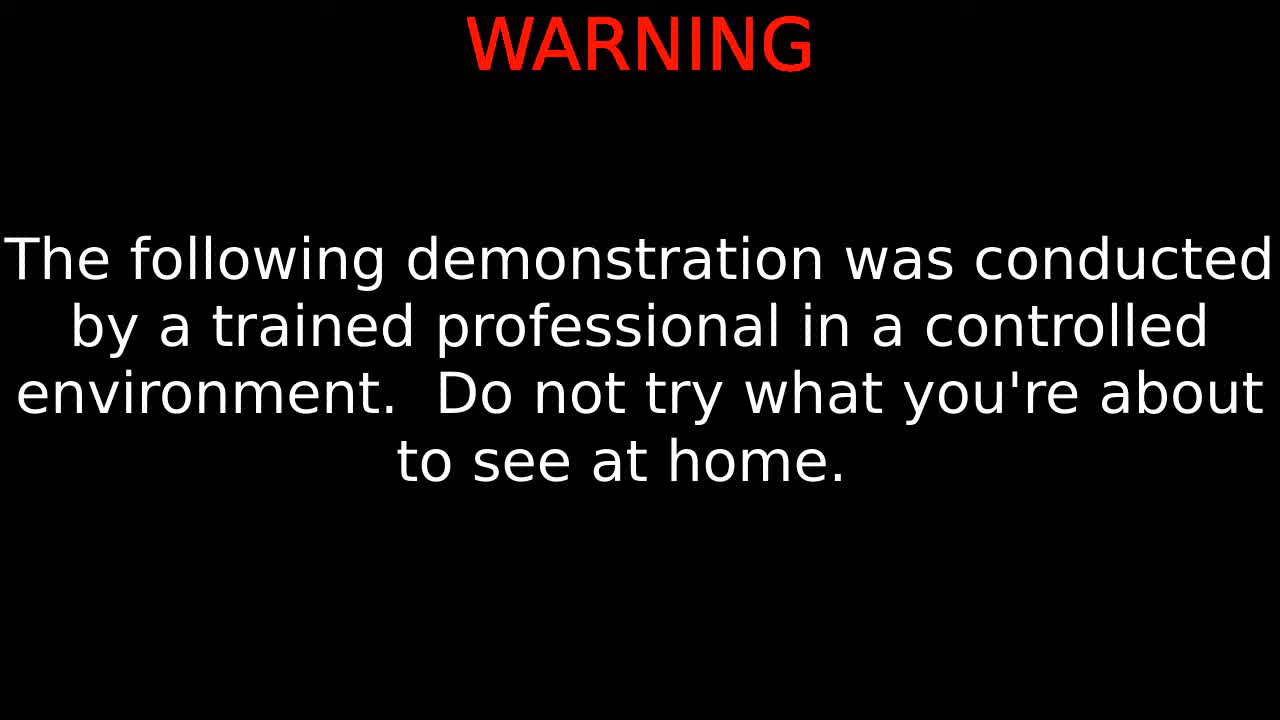 WARNING
The following demonstration was conducted
by a trained professional in a controlled
environment.  Do not try what you're about
to see at home.